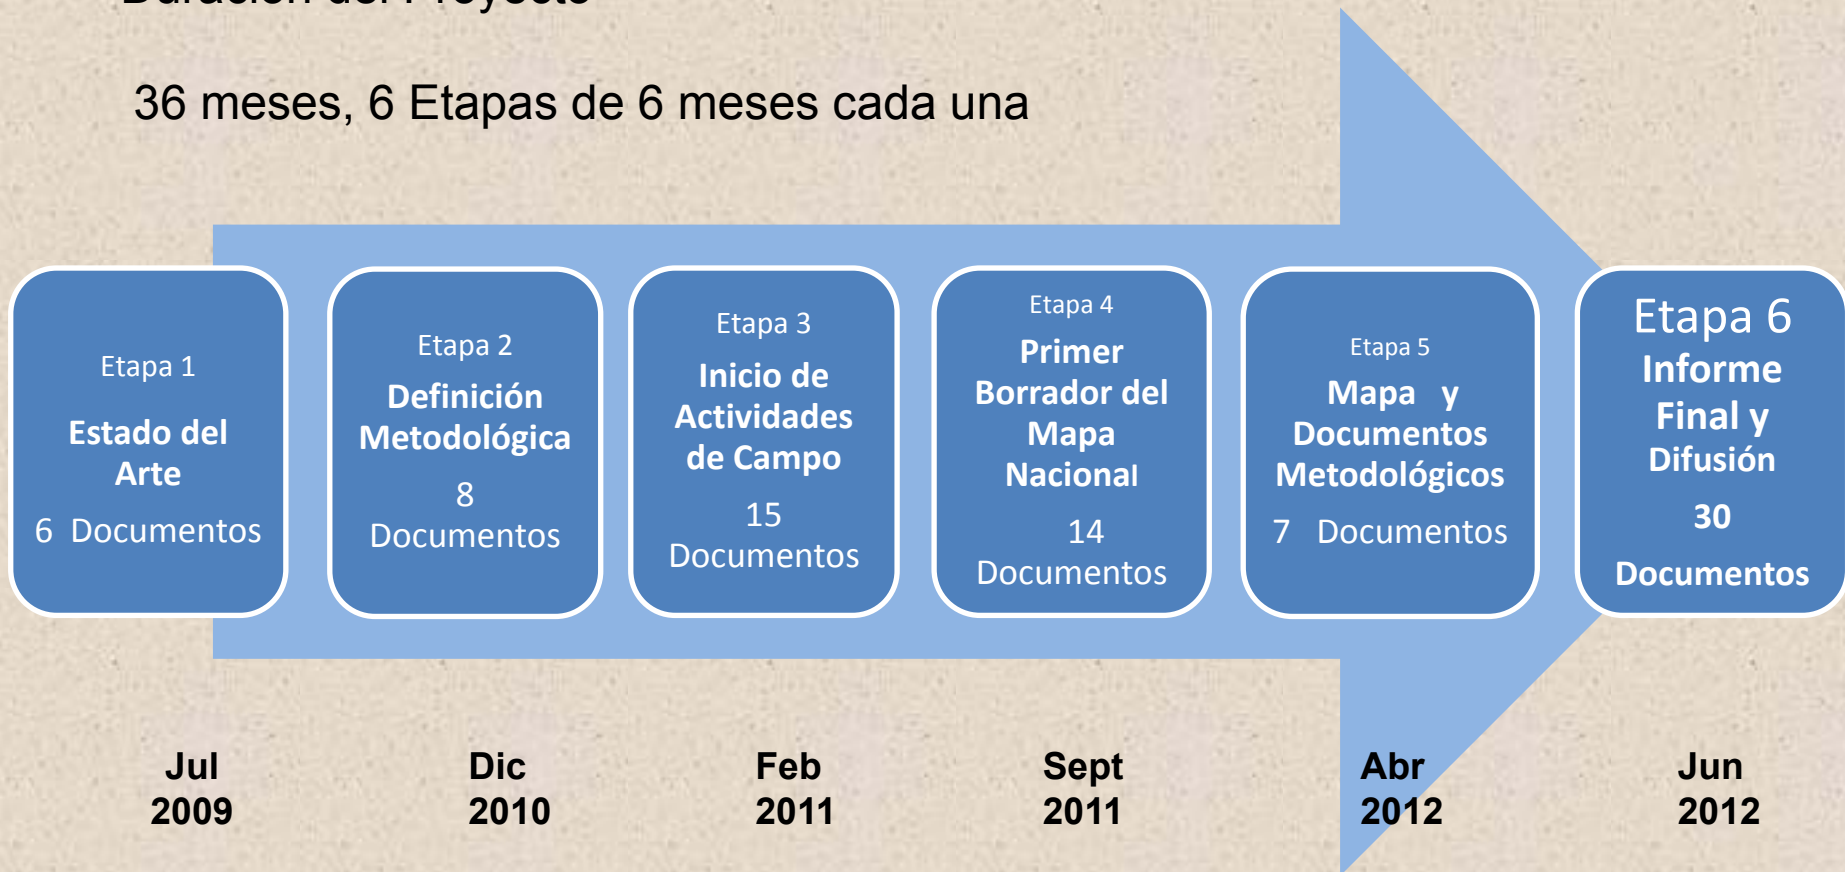 Duración del Proyecto
36 meses, 6 Etapas de 6 meses cada una
Etapa 1
Estado del
Arte
6 Documentos
Etapa 2
Definición
Metodológica
8
Documentos
Etapa 3
Inicio de
Actividades
de Campo
15
Documentos
Etapa 4
Primer
Borrador del
Mapa
Nacional
14
Documentos
Etapa 5
Mapa y
Documentos
Metodológicos
7 Documentos
Etapa 6
Informe
Final y
Difusión
30
Documentos
Jul
2009
Dic
2010
Feb
2011
Sept
2011
Abr
2012
Jun
2012